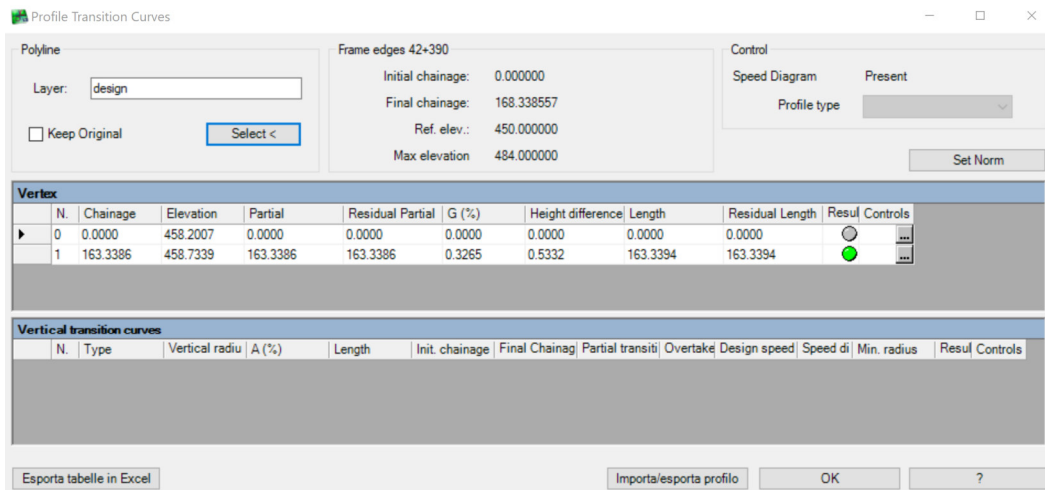 Profile Transition Curves
Polyline
Layer: design
Keep Original Select <
Frame edges 42+390
Initial chainage: 0.000000
Final chainage: 168.338557
Ref. elev.: 450.000000
Max elevation 484.000000
Control
Speed Diagram Present
Profile type
Set Norm
Vertex
N. Chainage Elevation Partial Residual Partial G (%) Height difference Length Residual Length Resul Controls
0 0.0000 458.2007 0.0000 0.0000 0.0000 0.0000 0.0000 0.0000 ...
1 163.3386 458.7339 163.3386 163.3386 0.3265 0.5332 163.3394 163.3394 ...
Vertical transition curves
N. Type Vertical radiu A (%) Length Init. chainage Final Chainag Partial transiti Overtake Design speed Speed di Min. radius Resul Controls
Esporta tabelle in Excel Importa/esporta profilo OK ?